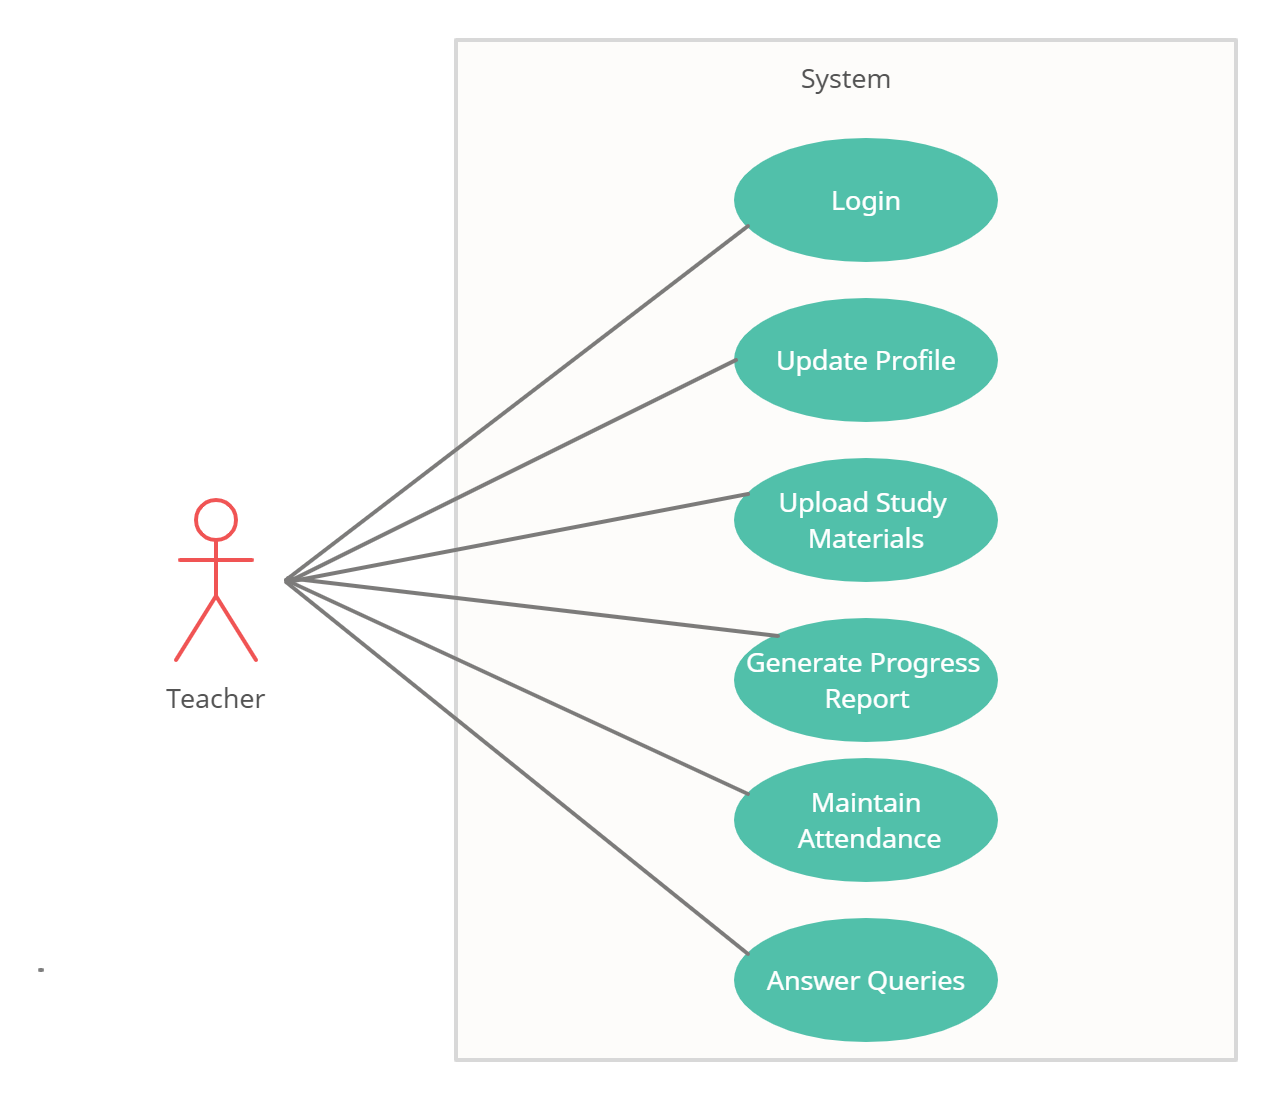 System
Login
Update Profile
Upload Study
Materials
Generate Progress
Report
Teacher
Maintain
Attendance
Answer Queries